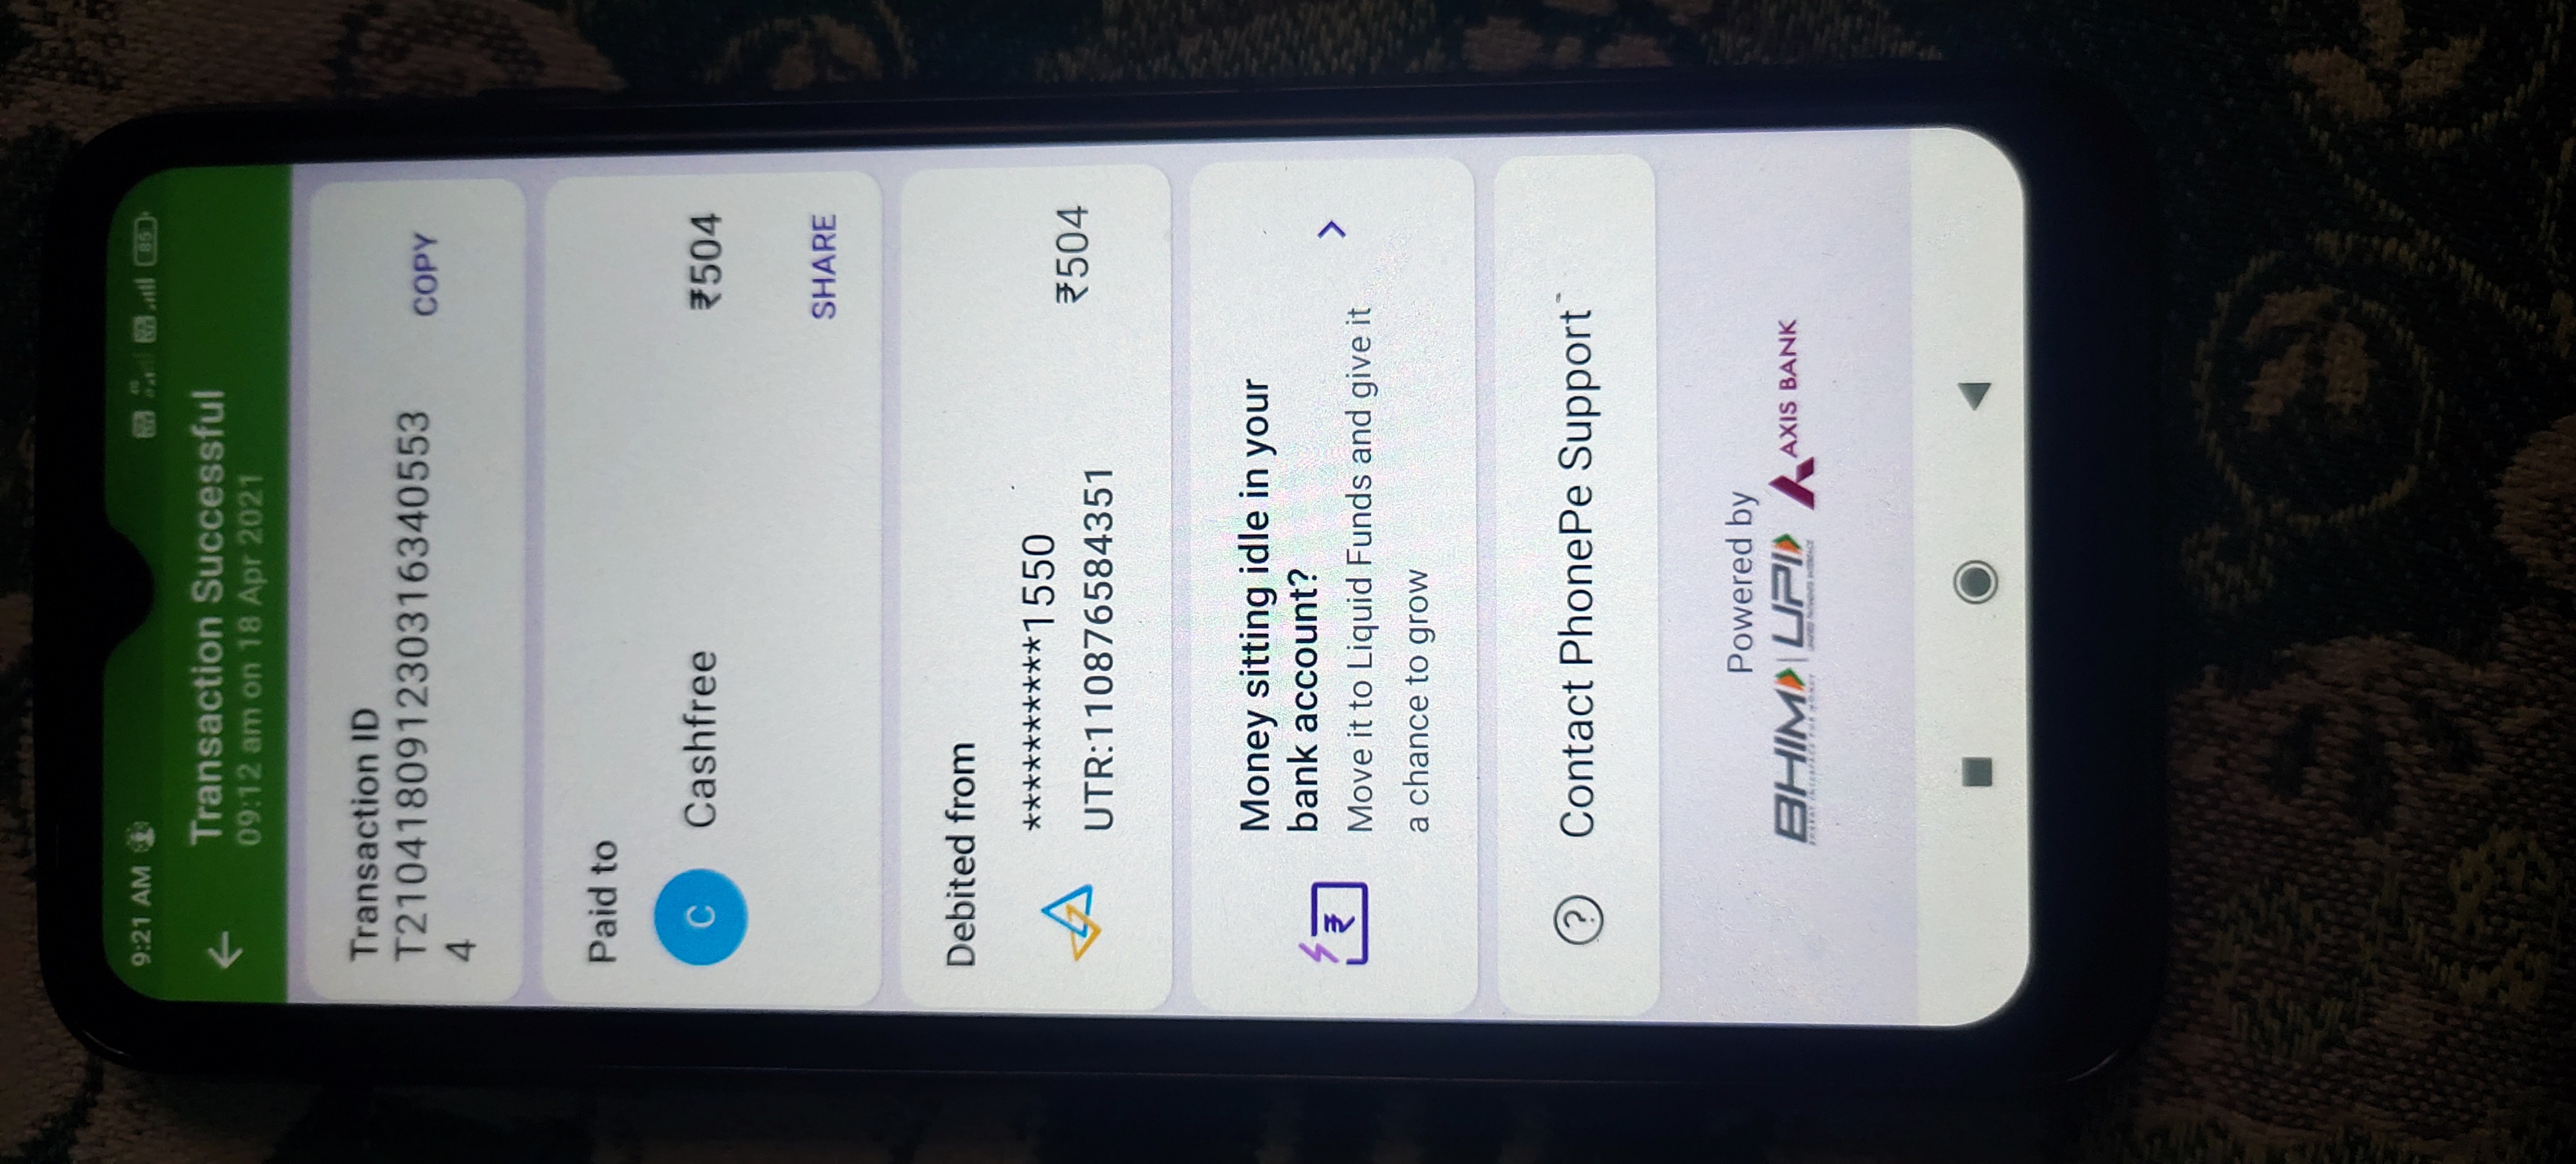 9:21 AM
85
Transaction Successful
09:12 am on 18 Apr 2021
Transaction ID
T210418091230316340553
4
COPY
Paid to
C
Cashfree
₹504
SHARE
Debited from
**********1550
₹504
UTR:110876584351
Money sitting idle in your
bank account?
Move it to Liquid Funds and give it
a chance to grow
₹
? Contact PhonePe Support
Powered by
BHIM | UPI AXIS BANK